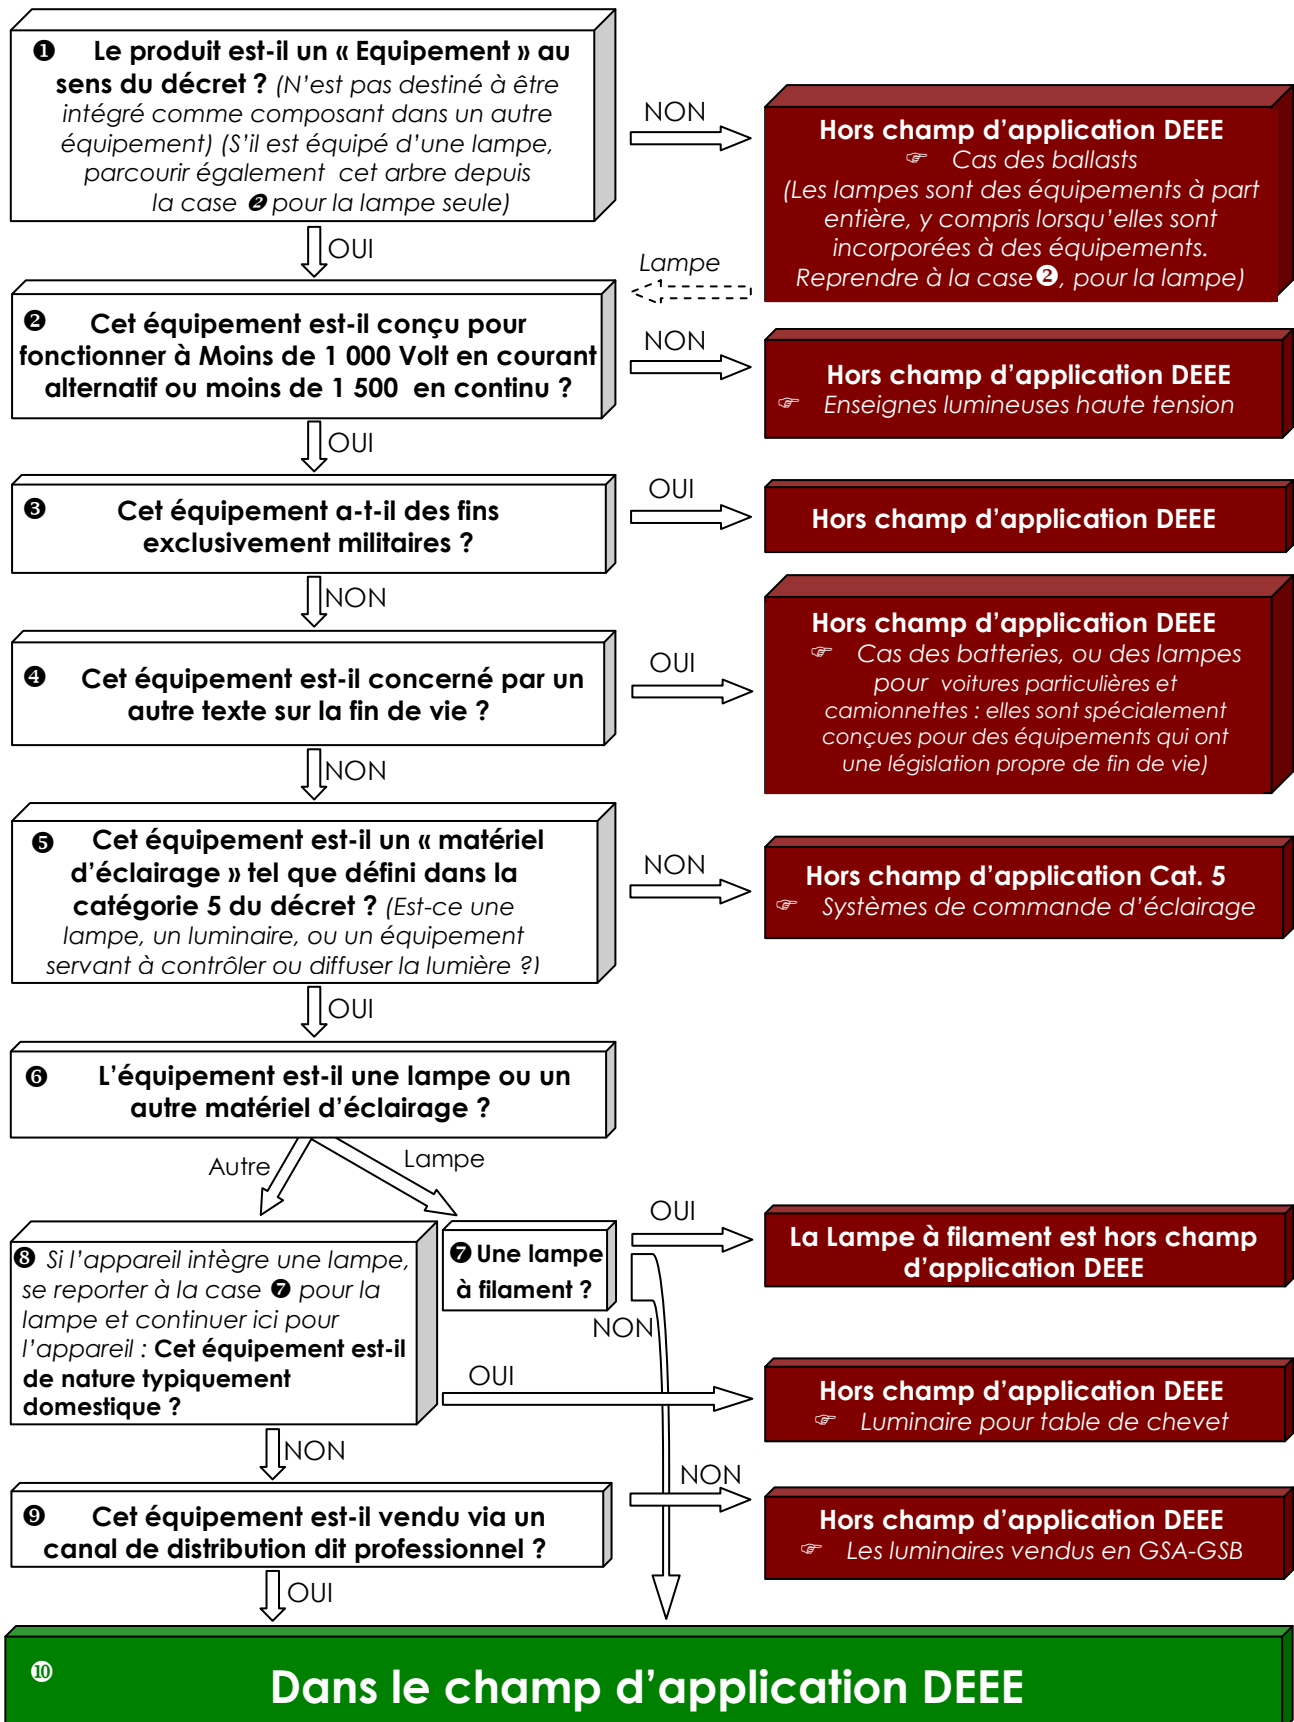 ❶ Le produit est-il un « Equipement » au
sens du décret ? (N’est pas destiné à être
intégré comme composant dans un autre
équipement) (S’il est équipé d’une lampe,
parcourir également cet arbre depuis
la case ❷ pour la lampe seule)
NON
Hors champ d’application DEEE
☞ Cas des ballasts
(Les lampes sont des équipements à part
entière, y compris lorsqu’elles sont
incorporées à des équipements.
Reprendre à la case ❷, pour la lampe)
OUI
Lampe
❷ Cet équipement est-il conçu pour
fonctionner à Moins de 1 000 Volt en courant
alternatif ou moins de 1 500 en continu ?
NON
Hors champ d’application DEEE
☞ Enseignes lumineuses haute tension
OUI
❸ Cet équipement a-t-il des fins
exclusivement militaires ?
OUI
Hors champ d’application DEEE
NON
❹ Cet équipement est-il concerné par un
autre texte sur la fin de vie ?
OUI
Hors champ d’application DEEE
☞ Cas des batteries, ou des lampes
pour voitures particulières et
camionnettes : elles sont spécialement
conçues pour des équipements qui ont
une législation propre de fin de vie)
NON
❺ Cet équipement est-il un « matériel
d’éclairage » tel que défini dans la
catégorie 5 du décret ? (Est-ce une
lampe, un luminaire, ou un équipement
servant à contrôler ou diffuser la lumière ?)
NON
Hors champ d’application Cat. 5
☞ Systèmes de commande d’éclairage
OUI
❻ L’équipement est-il une lampe ou un
autre matériel d’éclairage ?
Autre
Lampe
❼ Une lampe
à filament ?
OUI
La Lampe à filament est hors champ
d’application DEEE
NON
❽ Si l’appareil intègre une lampe,
se reporter à la case ❼ pour la
lampe et continuer ici pour
l’appareil : Cet équipement est-il
de nature typiquement
domestique ?
OUI
Hors champ d’application DEEE
☞ Luminaire pour table de chevet
NON
❾ Cet équipement est-il vendu via un
canal de distribution dit professionnel ?
NON
Hors champ d’application DEEE
☞ Les luminaires vendus en GSA-GSB
OUI
❿ Dans le champ d’application DEEE